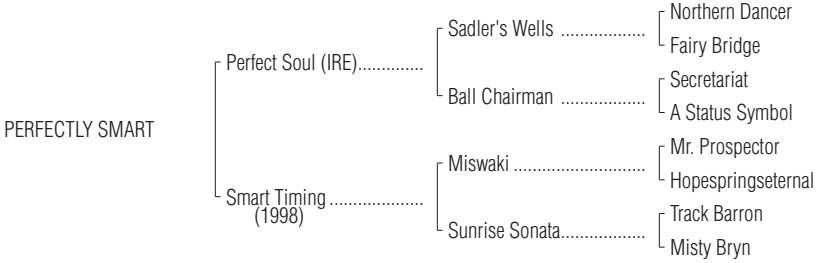 Northern Dancer
Sadler's Wells ...................
Fairy Bridge
Perfect Soul (IRE)..............
Secretariat
Ball Chairman ...................
A Status Symbol
PERFECTLY SMART
Mr. Prospector
Miswaki .............................
Hopespringseternal
Smart Timing ....................
(1998)
Track Barron
Sunrise Sonata...................
Misty Bryn